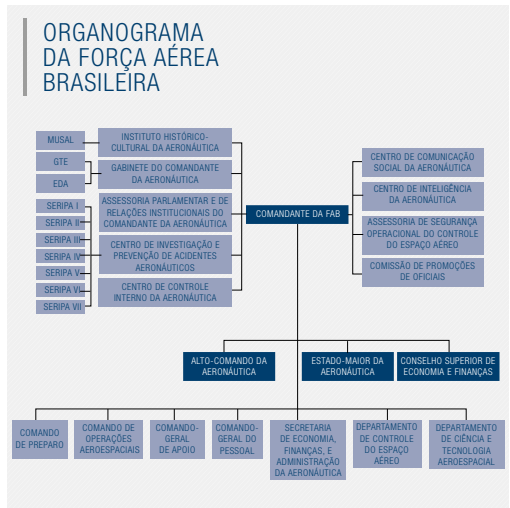 ORGANOGRAMA
DA FORÇA AÉREA
BRASILEIRA
MUSAL
GTE
EDA
SERIPA I
SERIPA II
SERIPA III
SERIPA IV
SERIPA V
SERIPA VI
SERIPA VII
INSTITUTO HISTÓRICO-
CULTURAL DA AERONÁUTICA
GABINETE DO COMANDANTE
DA AERONÁUTICA
ASSESSORIA PARLAMENTAR E DE
RELAÇÕES INSTITUCIONAIS DO
COMANDANTE DA AERONÁUTICA
CENTRO DE INVESTIGAÇÃO E
PREVENÇÃO DE ACIDENTES
AERONÁUTICOS
CENTRO DE CONTROLE
INTERNO DA AERONÁUTICA
COMANDANTE DA FAB
CENTRO DE COMUNICAÇÃO
SOCIAL DA AERONÁUTICA
CENTRO DE INTELIGÊNCIA
DA AERONÁUTICA
ASSESSORIA DE SEGURANÇA
OPERACIONAL DO CONTROLE
DO ESPAÇO AÉREO
COMISSÃO DE PROMOÇÕES
DE OFICIAIS
ALTO-COMANDO DA
AERONÁUTICA
ESTADO-MAIOR DA
AERONÁUTICA
CONSELHO SUPERIOR DE
ECONOMIA E FINANÇAS
COMANDO
DE PREPARO
COMANDO DE
OPERAÇÕES
AEROESPACIAIS
COMANDO-
GERAL
DE APOIO
COMANDO-
GERAL DO
PESSOAL
SECRETARIA
DE ECONOMIA,
FINANÇAS, E
ADMINISTRAÇÃO
DA AERONÁUTICA
DEPARTAMENTO
DE CONTROLE
DO ESPAÇO
AÉREO
DEPARTAMENTO
DE CIÊNCIA E
TECNOLOGIA
AEROESPACIAL